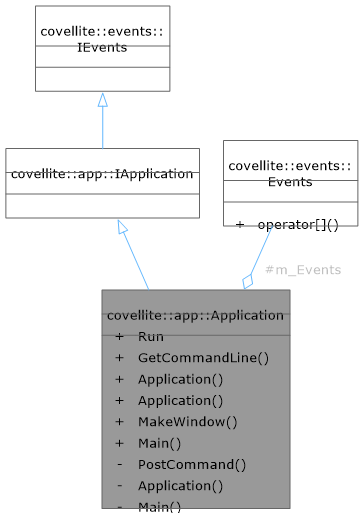 covellite::events::
IEvents
covellite::app::IApplication
covellite::events::
Events
+ operator[]()
#m_Events
covellite::app::Application
+ Run
+ GetCommandLine()
+ Application()
+ Application()
+ MakeWindow()
+ Main()
- PostCommand()
- Application()
- Main()